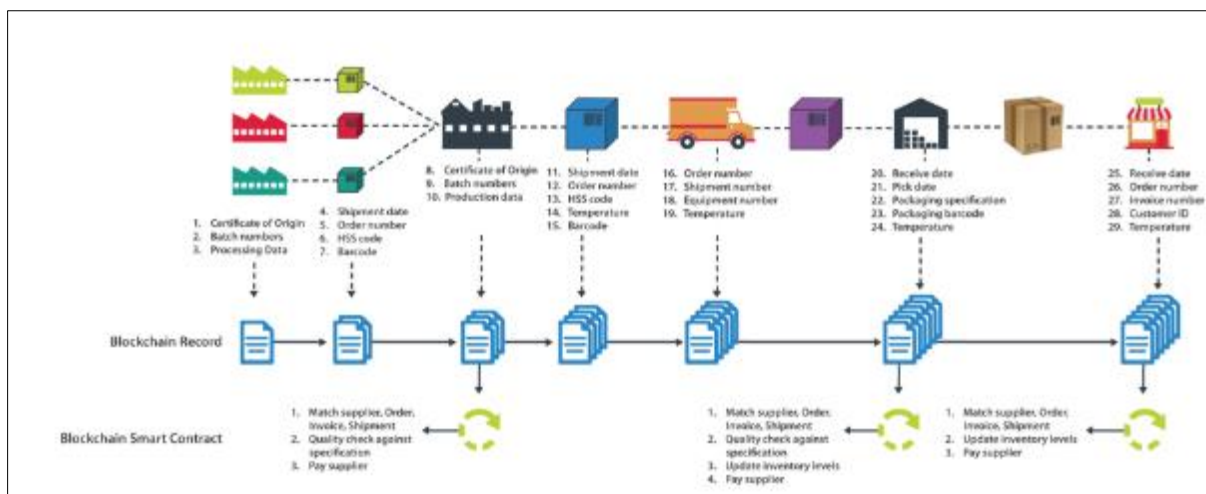 1. Certificate of Origin
2. Batch numbers
3. Processing Data
4. Shipment date
5. Order number
6. HSS code
7. Barcode
8. Certificate of Origin
9. Batch numbers
10. Production data
11. Shipment date
12. Order number
13. HSS code
14. Temperature
15. Barcode
16. Order number
17. Shipment number
18. Equipment number
19. Temperature
20. Receive date
21. Pick date
22. Packaging specification
23. Packaging barcode
24. Temperature
25. Receive date
26. Order number
27. Invoice number
28. Customer ID
29. Temperature
Blockchain Record
Blockchain Smart Contract
1. Match supplier, Order,
Invoice, Shipment
2. Quality check against
specification
3. Pay supplier
1. Match supplier, Order,
Invoice, Shipment
2. Quality check against
specification
3. Update inventory levels
4. Pay supplier
1. Match supplier, Order,
Invoice, Shipment
2. Update inventory levels
3. Pay supplier